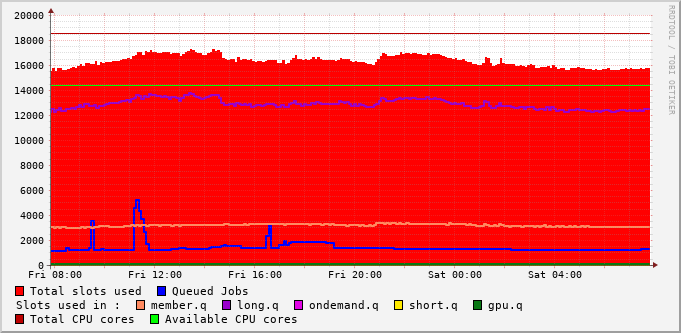 20000
18000
16000
14000
12000
10000
8000
6000
4000
2000
0
Fri 08:00 Fri 12:00 Fri 16:00 Fri 20:00 Sat 00:00 Sat 04:00
Total slots used Queued Jobs
Slots used in : member.q long.q ondemand.q short.q gpu.q
Total CPU cores Available CPU cores
RRDTOOL / TOBI OETIKER